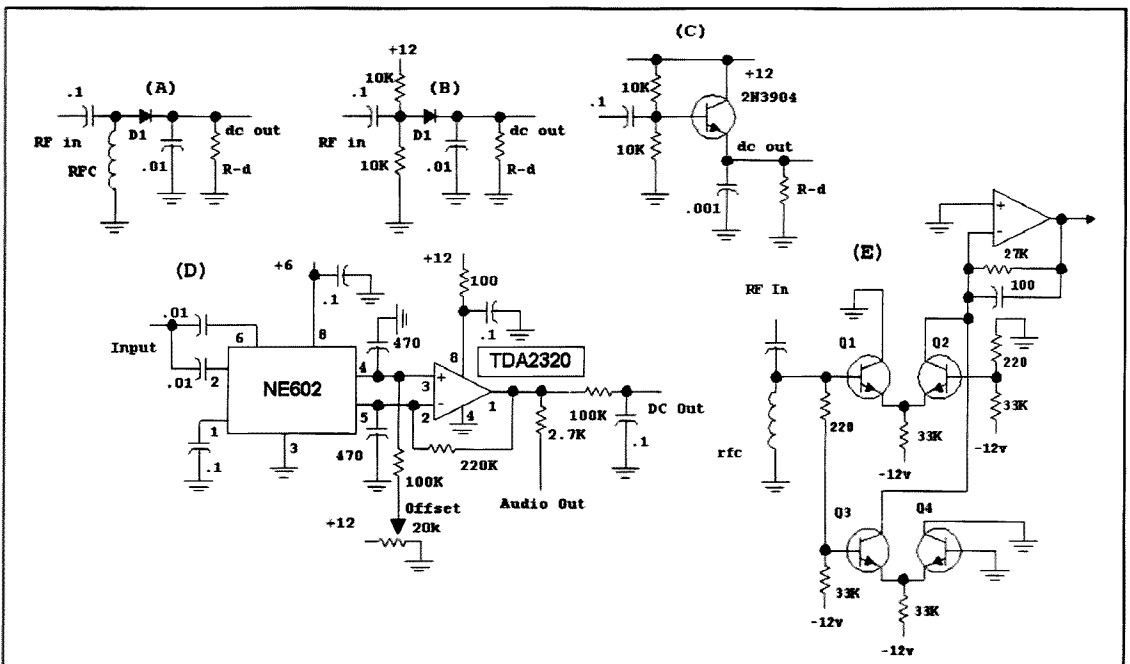 (A)
.1
RF in
RFC
D1
.01
dc out
R-d
(B)
+12
10K
.1
RF in
10K
D1
.01
dc out
R-d
(C)
+12
2N3904
10K
.1
10K
dc out
.001
R-d
(D)
+6
.1
.01
Input
.01
6
2
8
NE602
4
5
1
3
.1
470
470
+12
100
.1
8
TDA2320
+
3
-
2
4
1
220K
100K
2.7K
100K
.1
DC Out
Audio Out
Offset
20k
+12
(E)
+
-
27K
100
RF In
rfc
Q1
Q2
220
220
33K
33K
-12v
-12v
Q3
Q4
33K
-12v
33K
-12v